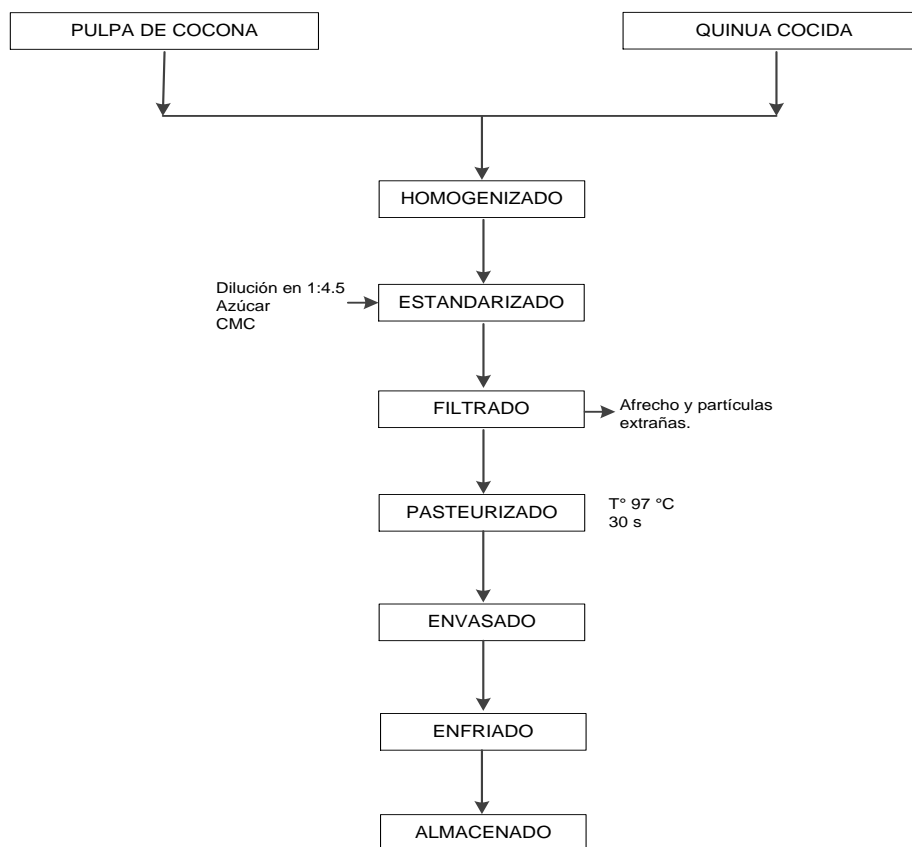 PULPA DE COCONA
QUINUA COCIDA
HOMOGENIZADO
Dilución en 1:4.5
Azúcar
CMC
ESTANDARIZADO
FILTRADO
Afrecho y partículas
extrañas.
PASTEURIZADO
T° 97 °C
30 s
ENVASADO
ENFRIADO
ALMACENADO